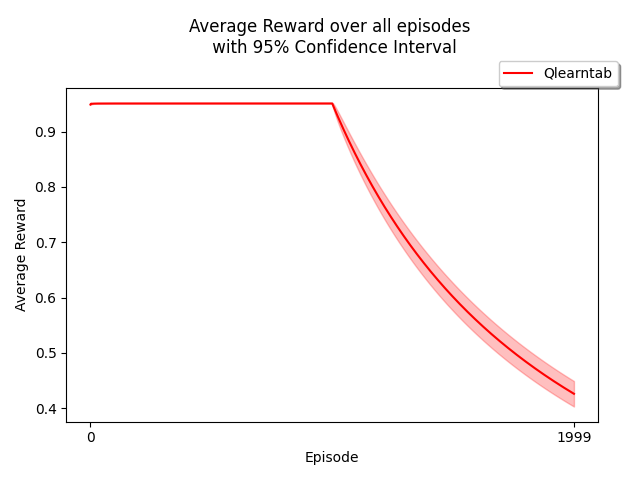 Average Reward over all episodes
with 95% Confidence Interval
Qlearntab
Average Reward
0.9
0.8
0.7
0.6
0.5
0.4
0
1999
Episode